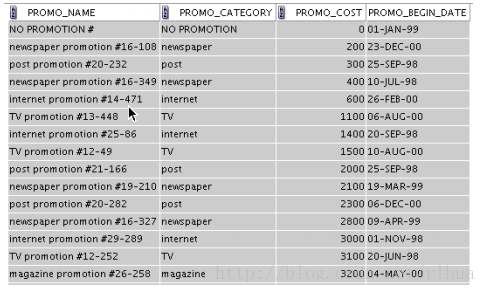 PROMO_NAME PROMO_CATEGORY PROMO_COST PROMO_BEGIN_DATE
NO PROMOTION # NO PROMOTION 0 01-JAN-99
newspaper promotion #16-108 newspaper 200 23-DEC-00
post promotion #20-232 post 300 25-SEP-98
newspaper promotion #16-349 newspaper 400 10-JUL-98
internet promotion #14-471 internet 600 26-FEB-00
TV promotion #13-448 TV 1100 06-AUG-00
internet promotion #25-86 internet 1400 20-SEP-98
TV promotion #12-49 TV 1500 10-AUG-00
post promotion #21-166 post 2000 25-SEP-98
newspaper promotion #19-210 newspaper 2100 19-MAR-99
post promotion #20-282 post 2300 06-DEC-00
newspaper promotion #16-327 newspaper 2800 09-APR-99
internet promotion #29-289 internet 3000 01-NOV-98
TV promotion #12-252 TV 3100 20-JUN-98
magazine promotion #26-258 magazine 3200 04-MAY-00